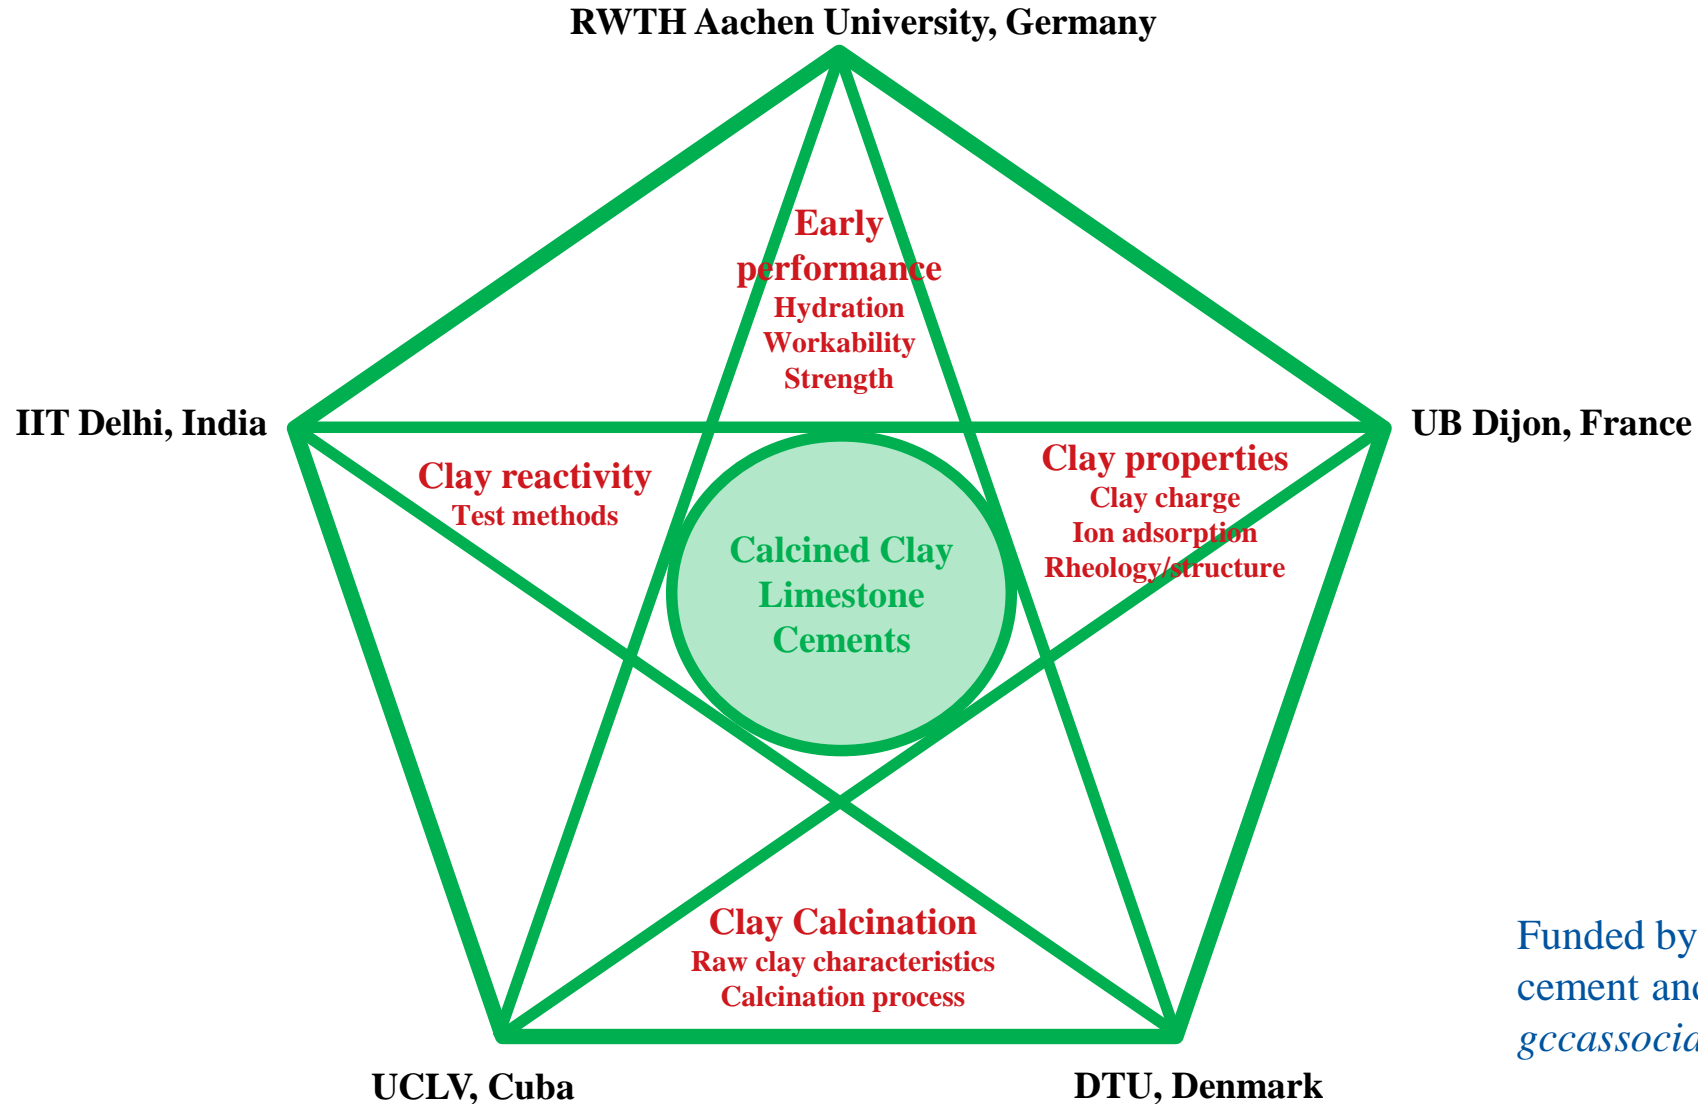 RWTH Aachen University, Germany
Early
performance
Hydration
Workability
Strength
IIT Delhi, India
UB Dijon, France
Clay reactivity
Test methods
Clay properties
Clay charge
Ion adsorption
Rheology/structure
Calcined Clay
Limestone
Cements
Clay Calcination
Raw clay characteristics
Calcination process
Funded by
cement and
gccassocia
UCLV, Cuba
DTU, Denmark